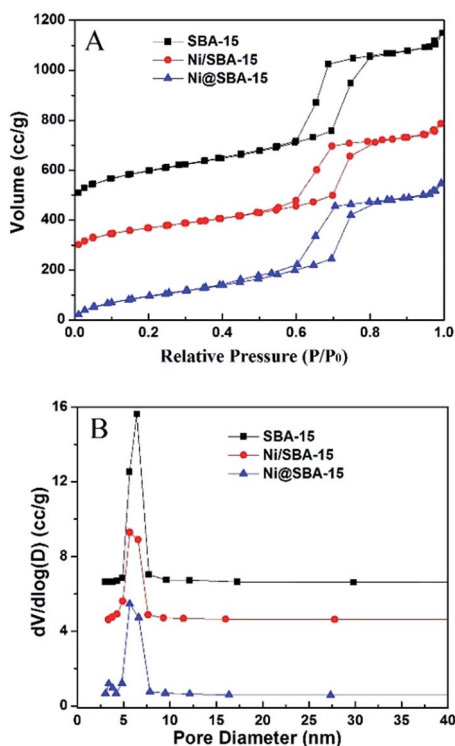 A
SBA-15
Ni/SBA-15
Ni@SBA-15
1200
1000
800
600
400
200
0
Volume (cc/g)
0.0 0.2 0.4 0.6 0.8 1.0
Relative Pressure (P/P0)
B
SBA-15
Ni/SBA-15
Ni@SBA-15
16
12
8
4
0
dV/dlog(D) (cc/g)
0 5 10 15 20 25 30 35 40
Pore Diameter (nm)